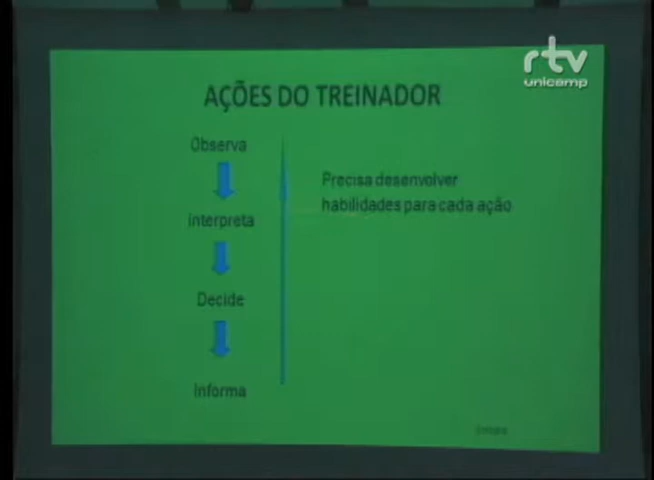 rtv
unicamp
AÇÕES DO TREINADOR
Observa
Precisa desenvolver
habilidades para cada ação
Interpreta
Decide
Informa